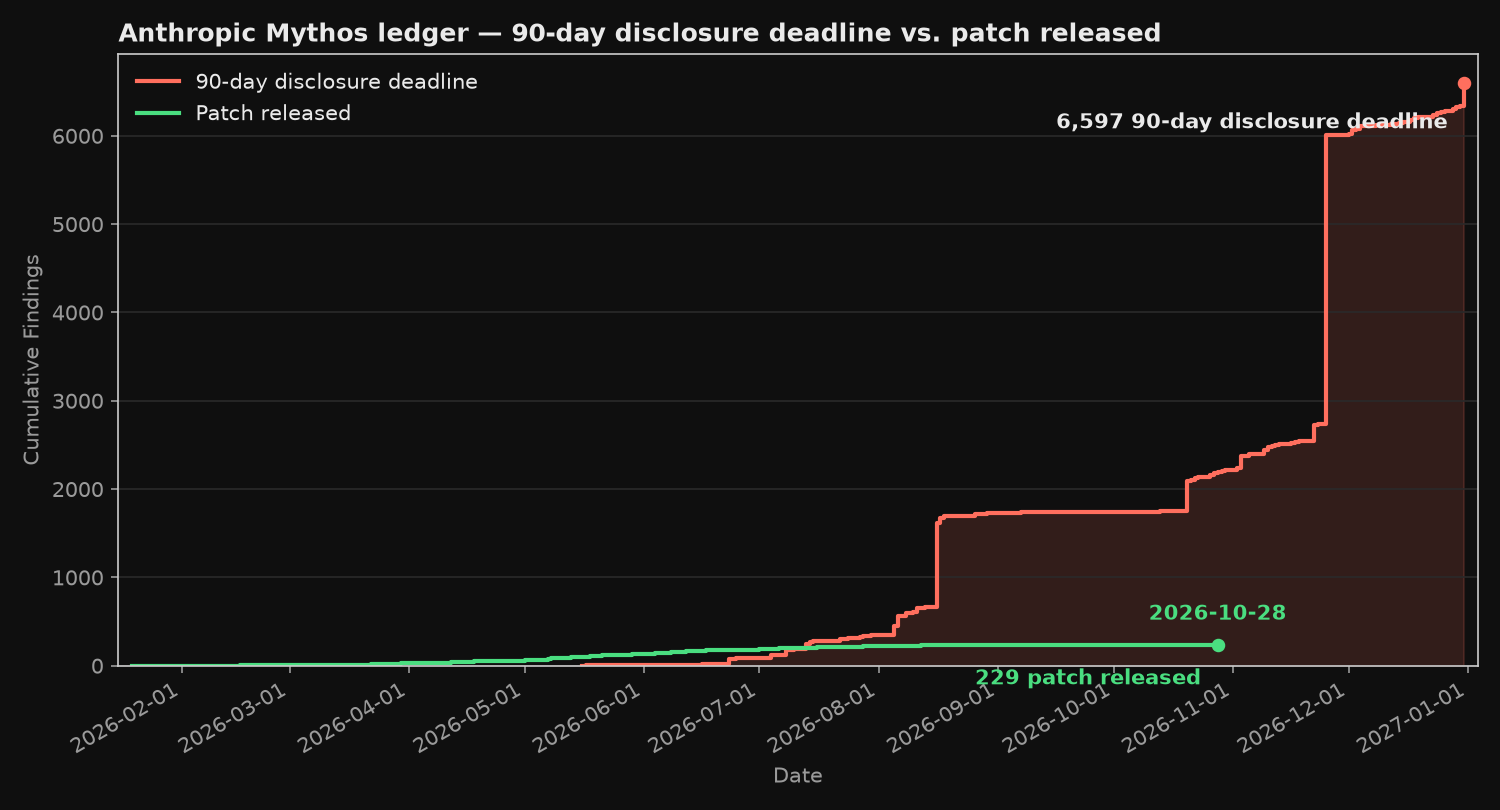 Anthropic Mythos ledger — 90-day disclosure deadline vs. patch released
90-day disclosure deadline
Patch released
6,597 90-day disclosure deadline
6000
5000
4000
3000
2000
1000
0
Cumulative Findings
2026-10-28
229 patch released
2026-02-01
2026-03-01
2026-04-01
2026-05-01
2026-06-01
2026-07-01
2026-08-01
2026-09-01
2026-10-01
2026-11-01
2026-12-01
2027-01-01
Date